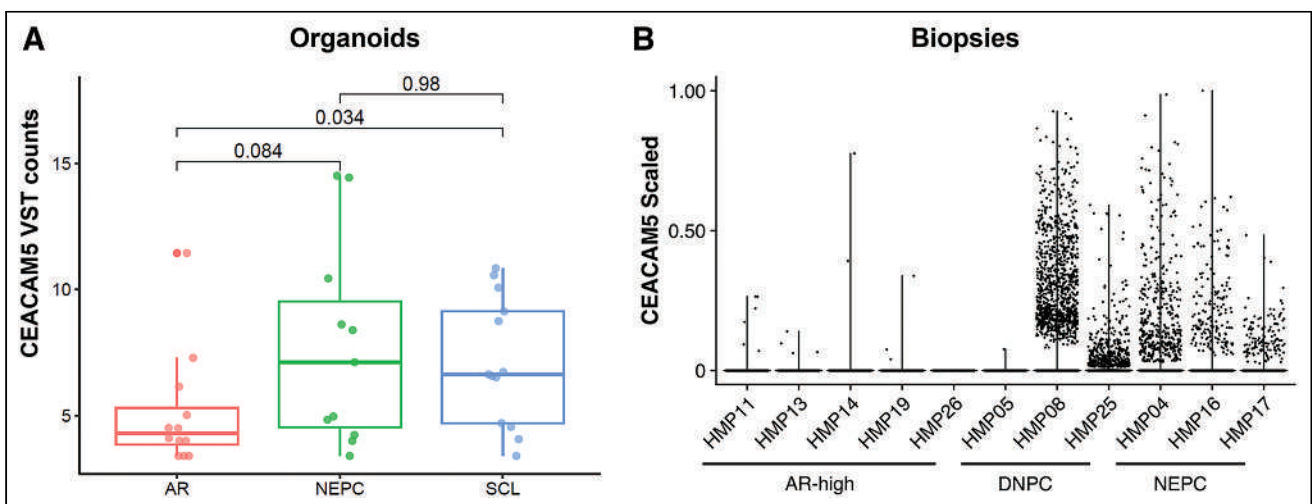 A
Organoids
CEACAM5 VST counts
15
10
5
0.98
0.034
0.084
AR
NEPC
SCL
B
Biopsies
CEACAM5 Scaled
1.00
0.50
0
HMP11
HMP13
HMP14
HMP19
HMP26
HMP05
HMP08
HMP25
HMP04
HMP16
HMP17
AR-high
DNPC
NEPC